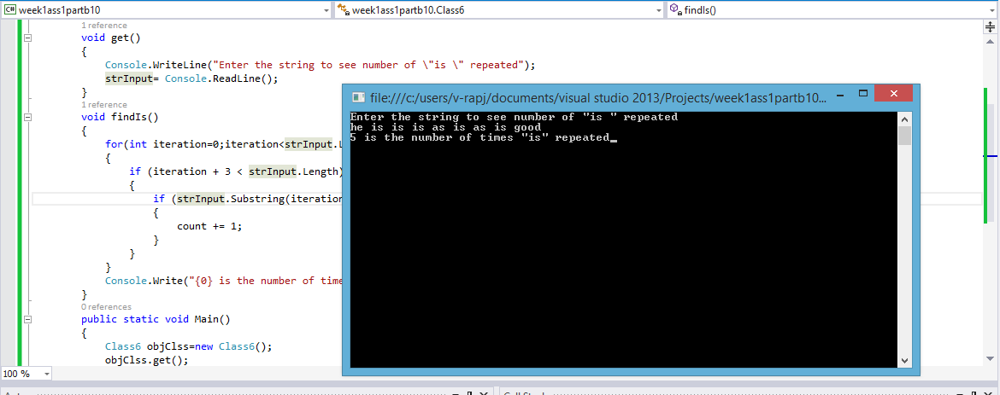 week1ass1partb10 week1ass1partb10.Class6 findIs()
1 reference
void get()
{
Console.WriteLine("Enter the string to see number of \"is \" repeated");
strInput= Console.ReadLine();
}
1 reference
void findIs()
{
for(int iteration=0;iteration<strInput.
{
if (iteration + 3 < strInput.Length)
{
if (strInput.Substring(iteration
{
count += 1;
}
}
}
Console.Write("{0} is the number of time
}
0 references
public static void Main()
{
Class6 objClss=new Class6();
objClss.get();
100 %
file:///c:/users/v-rapj/documents/visual studio 2013/Projects/week1ass1partb10...
Enter the string to see number of "is " repeated
he is is is as is as is good
5 is the number of times "is" repeated_